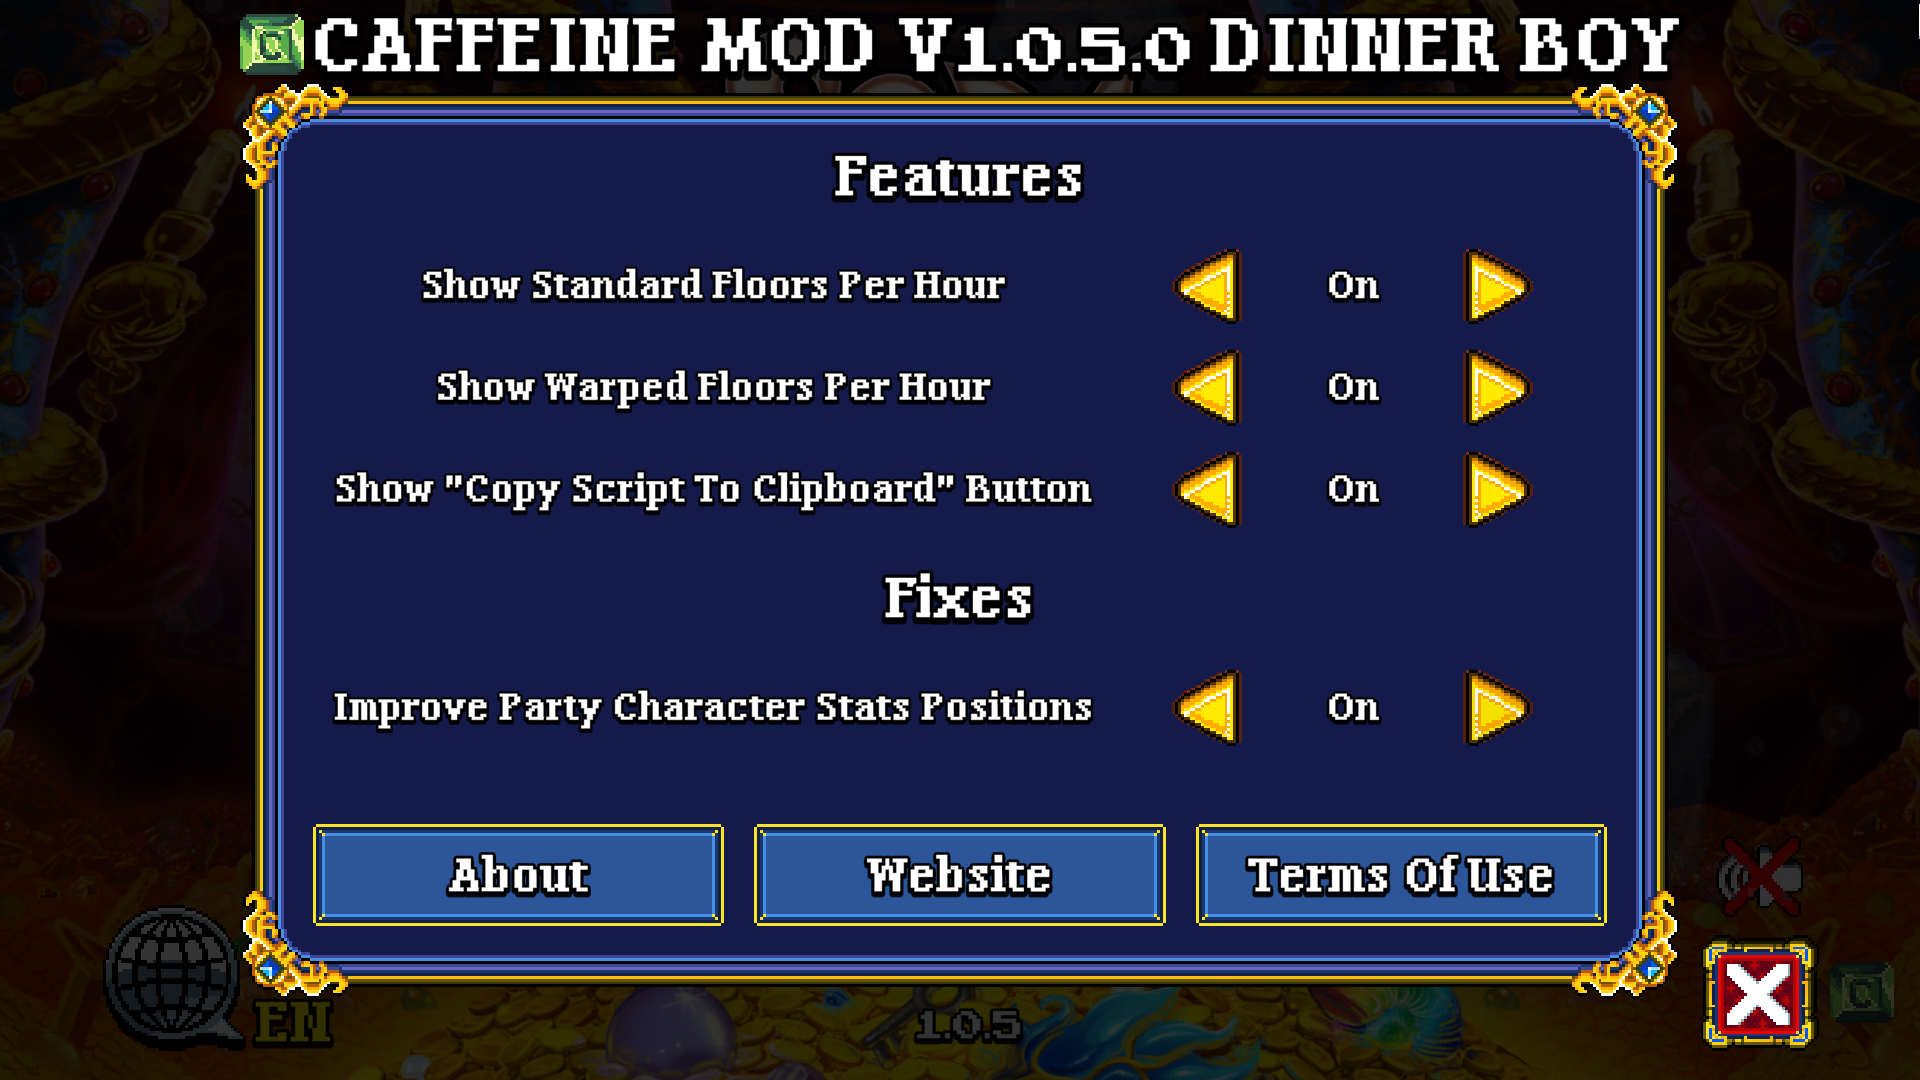 C CAFFEINE MOD V1.0.5.0 DINNER BOY
Features
Show Standard Floors Per Hour On
Show Warped Floors Per Hour On
Show "Copy Script To Clipboard" Button On
Fixes
Improve Party Character Stats Positions On
About Website Terms Of Use
EN 1.0.5 X C